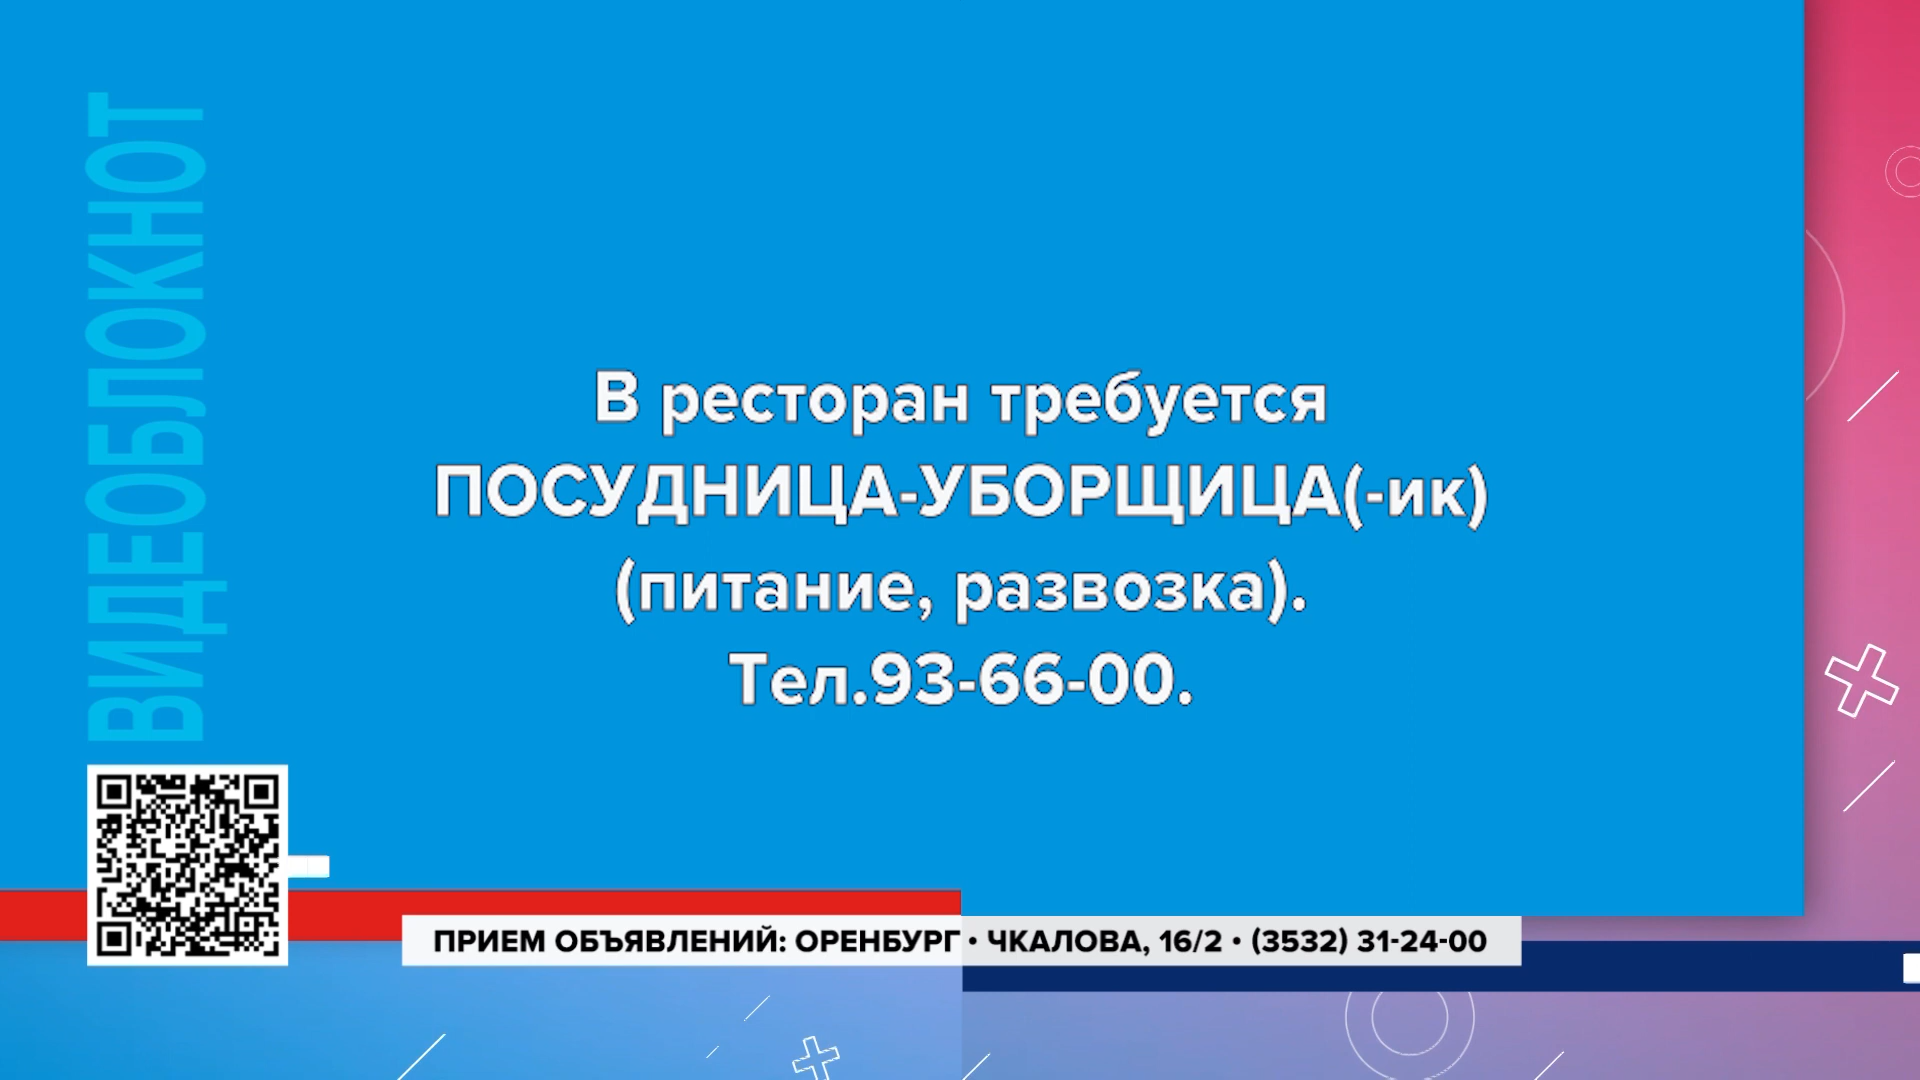 ВИДЕОБЛОКНОТ
В ресторан требуется
ПОСУДНИЦА-УБОРЩИЦА(-ик)
(питание, развозка).
Тел.93-66-00.
ПРИЕМ ОБЪЯВЛЕНИЙ: ОРЕНБУРГ • ЧКАЛОВА, 16/2 • (3532) 31-24-00